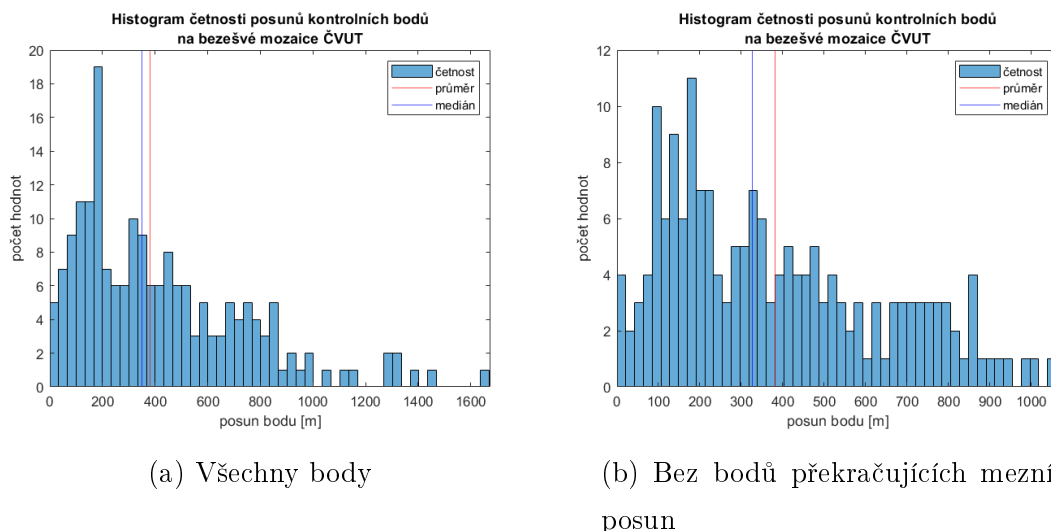 Histogram četnosti posunů kontrolních bodů
na bezešvé mozaice ČVUT
20
18
16
14
12
10
8
6
4
2
0
počet hodnot
0 200 400 600 800 1000 1200 1400 1600
posun bodu [m]
četnost
průměr
medián
(a) Všechny body
Histogram četnosti posunů kontrolních bodů
na bezešvé mozaice ČVUT
12
10
8
6
4
2
0
počet hodnot
0 100 200 300 400 500 600 700 800 900 1000
posun bodu [m]
četnost
průměr
medián
(b) Bez bodů překračujících mezní
posun